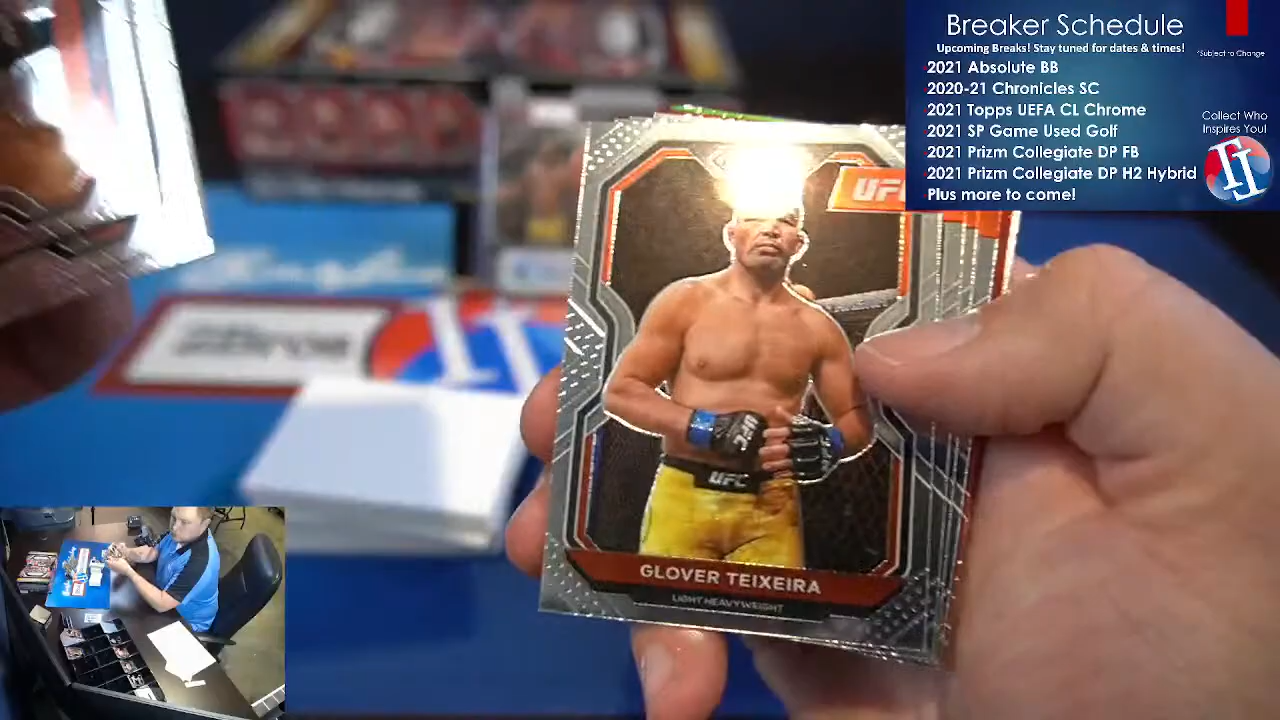 Breaker Schedule
Upcoming Breaks! Stay tuned for dates & times!
*Subject to Change
2021 Absolute BB
2020-21 Chronicles SC
2021 Topps UEFA CL Chrome
2021 SP Game Used Golf
2021 Prizm Collegiate DP FB
2021 Prizm Collegiate DP H2 Hybrid
Plus more to come!
Collect Who
Inspires You!
UFC
UFC
UFC
GLOVER TEIXEIRA
LIGHT HEAVYWEIGHT